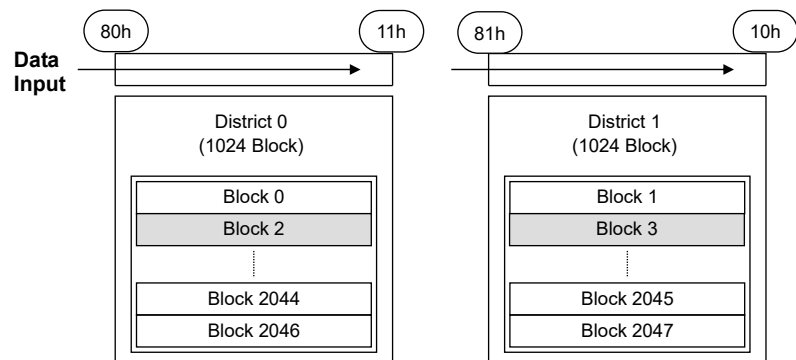 80h
11h
81h
10h
Data
Input
District 0
(1024 Block)
Block 0
Block 2
Block 2044
Block 2046
District 1
(1024 Block)
Block 1
Block 3
Block 2045
Block 2047